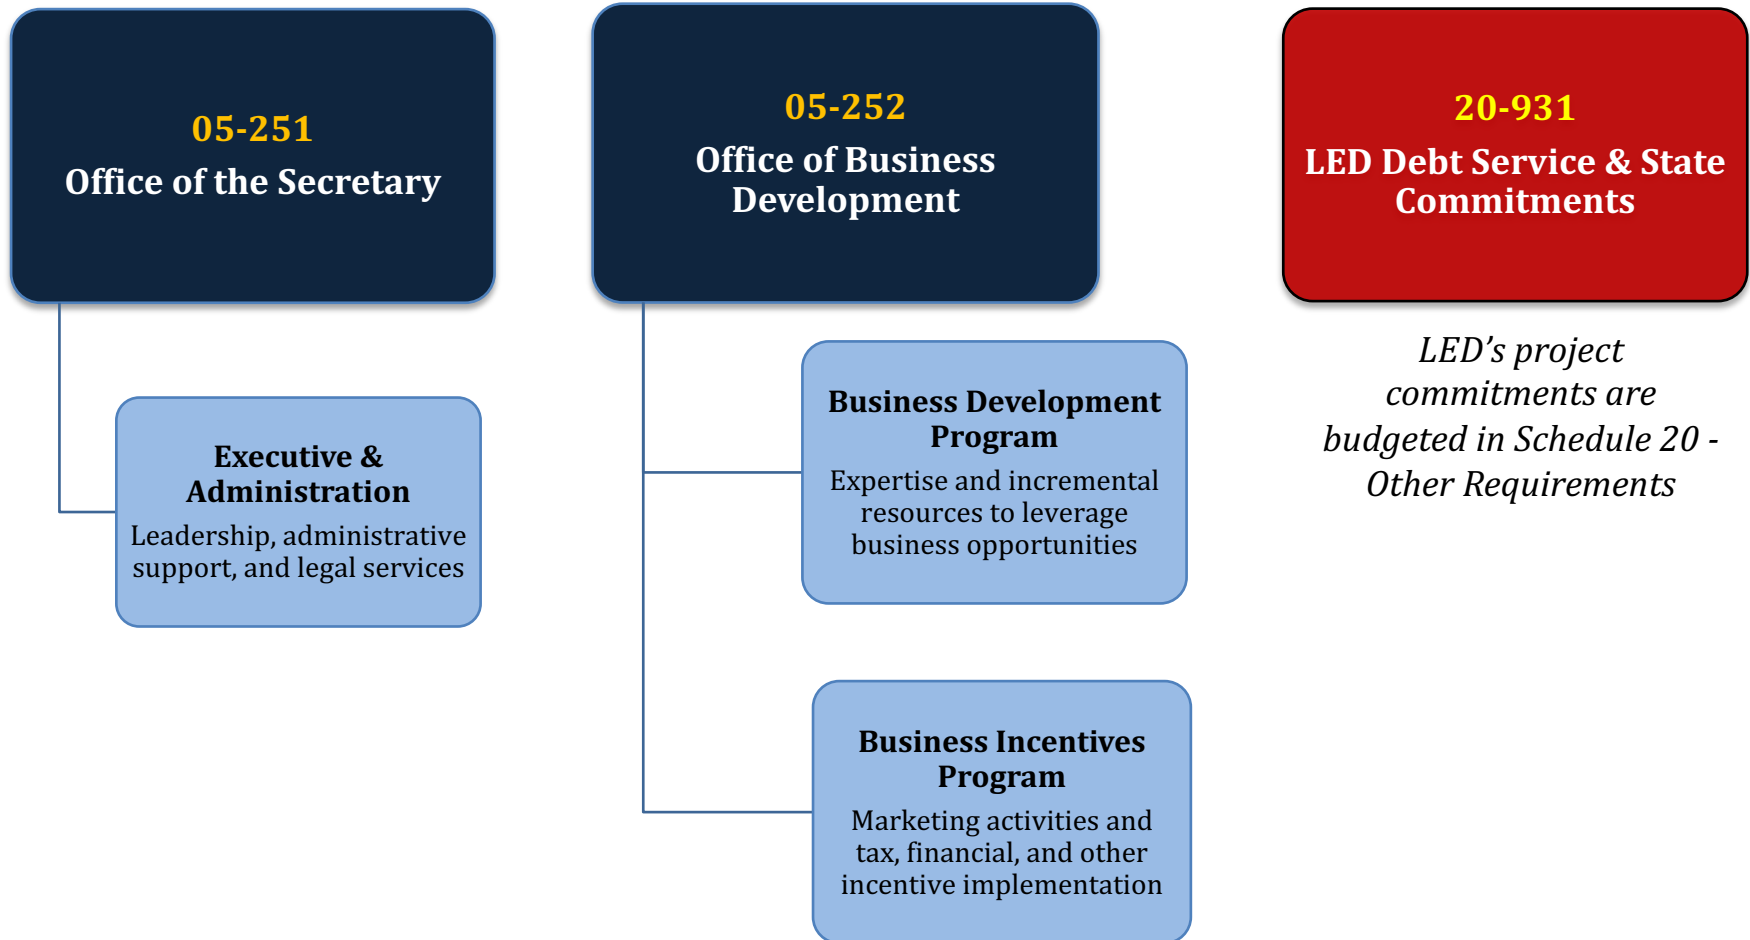 05-251
Office of the Secretary
Executive &
Administration
Leadership, administrative
support, and legal services
05-252
Office of Business
Development
Business Development
Program
Expertise and incremental
resources to leverage
business opportunities
Business Incentives
Program
Marketing activities and
tax, financial, and other
incentive implementation
20-931
LED Debt Service & State
Commitments
LED’s project
commitments are
budgeted in Schedule 20 -
Other Requirements